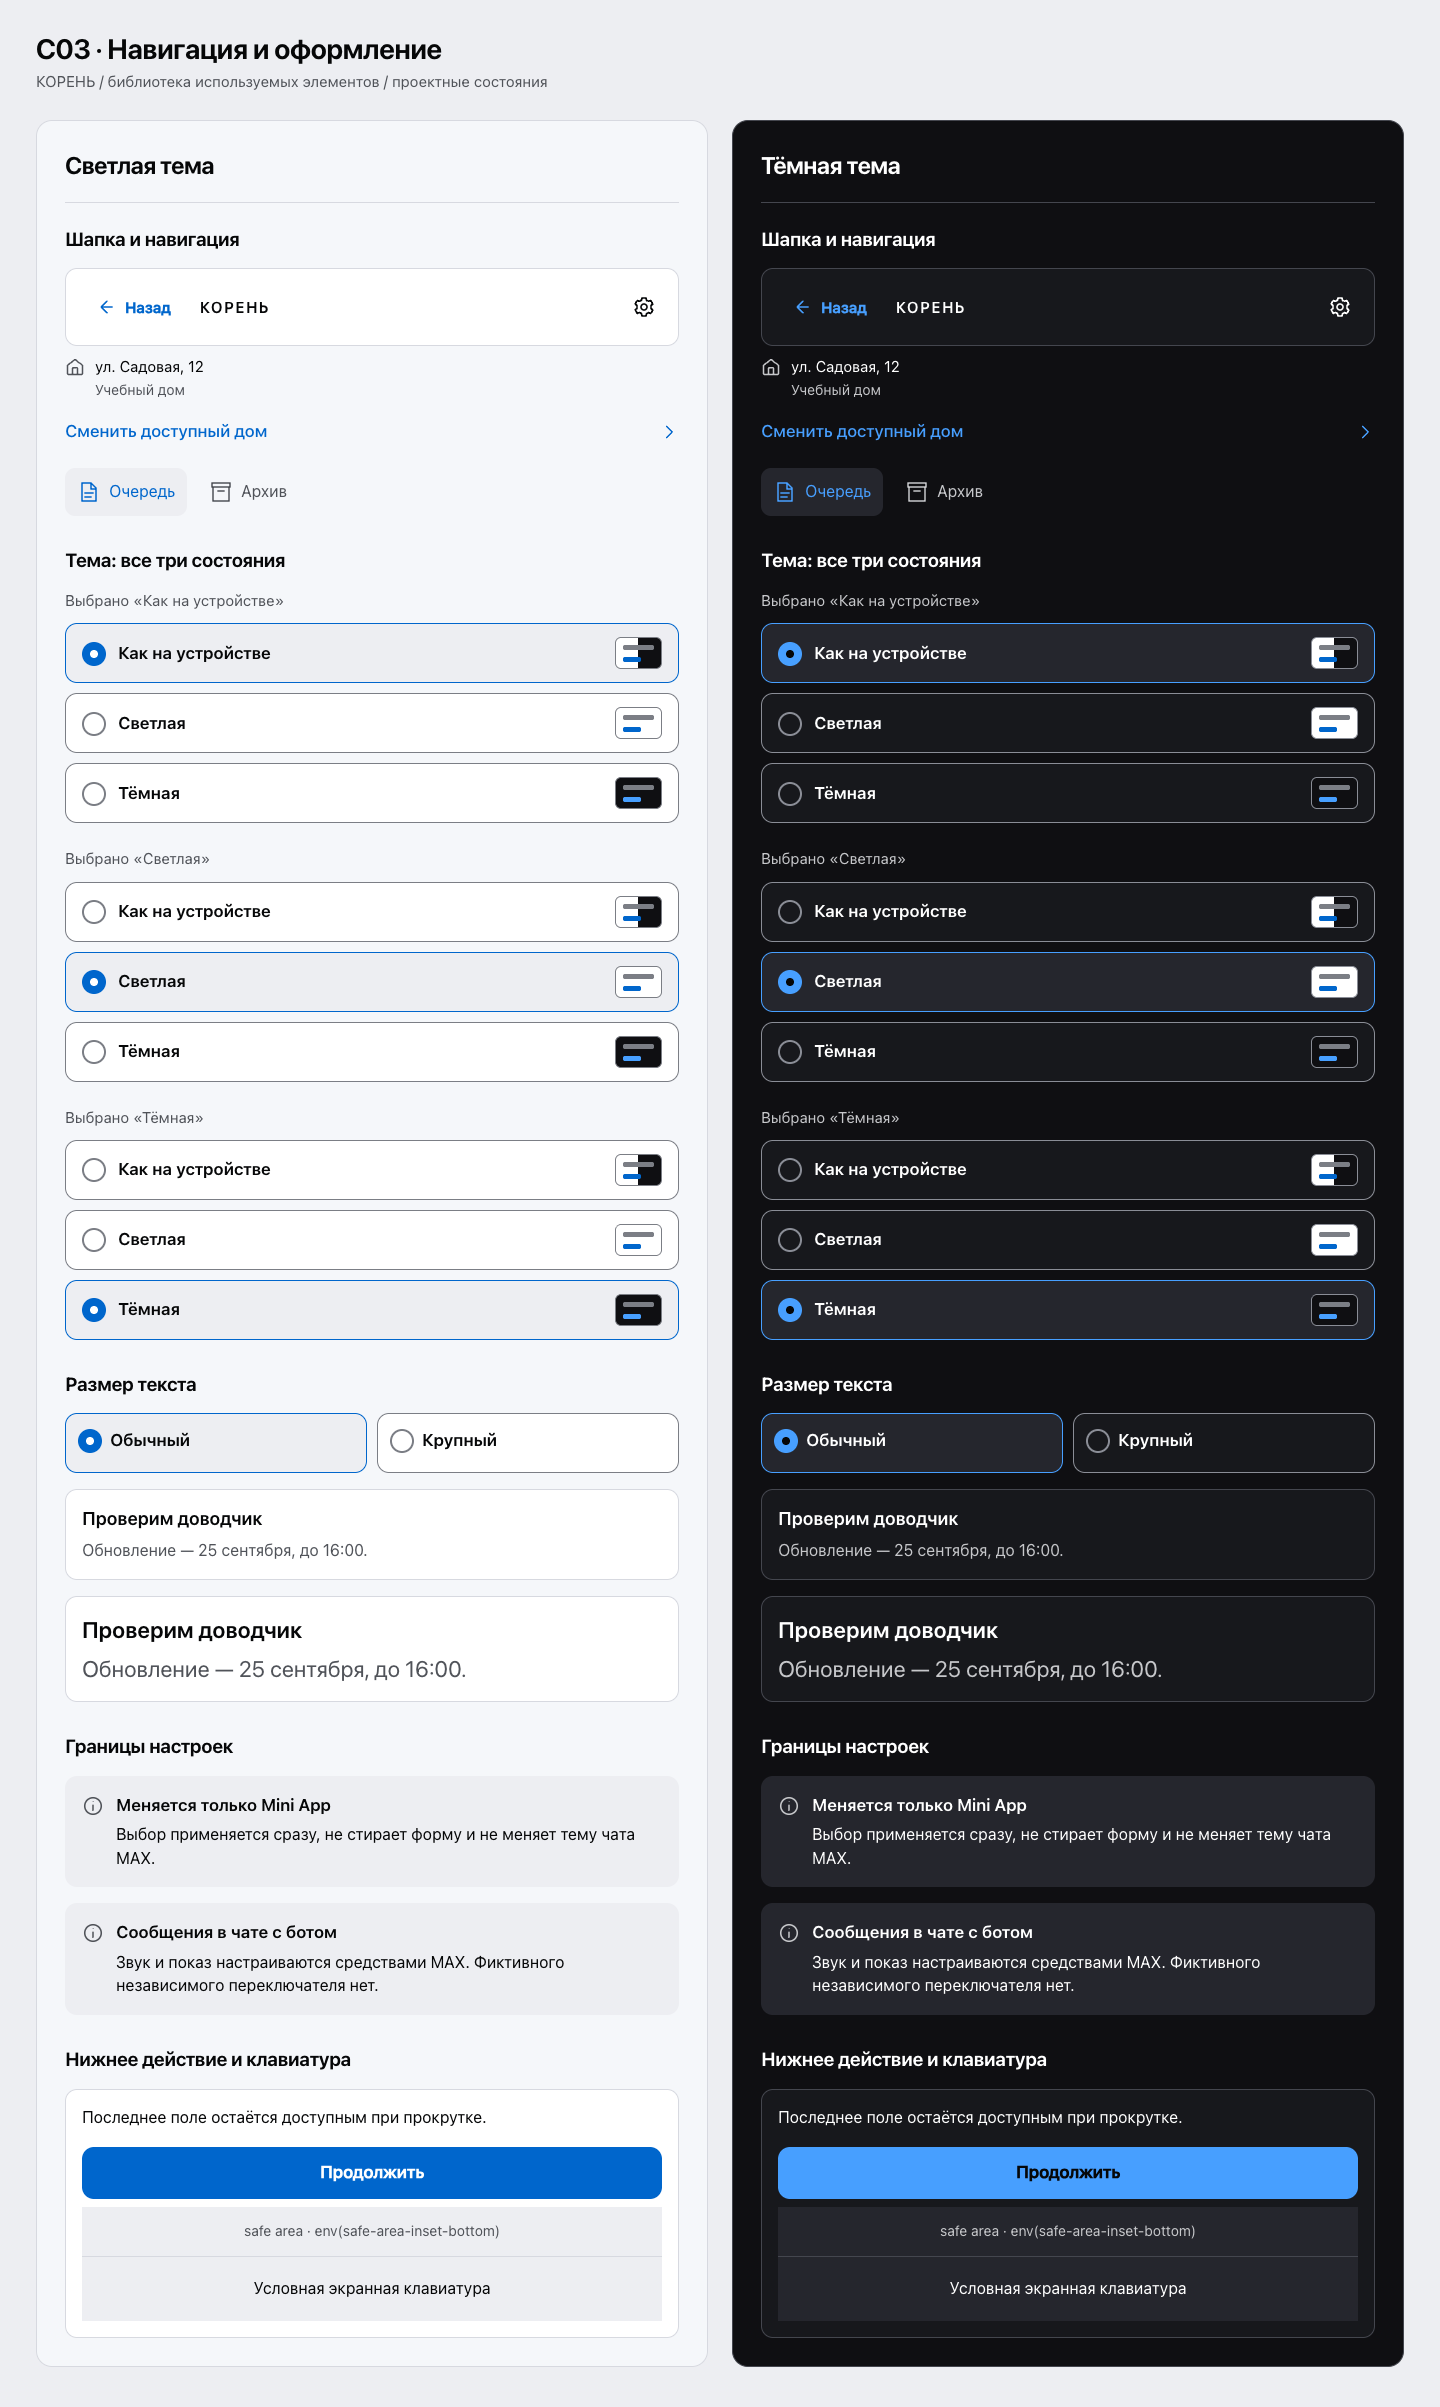 C03 · Навигация и оформление
КОРЕНЬ / библиотека используемых элементов / проектные состояния
Светлая тема
Шапка и навигация
Назад КОРЕНЬ
ул. Садовая, 12
Учебный дом
Сменить доступный дом
Очередь Архив
Тема: все три состояния
Выбрано «Как на устройстве»
Как на устройстве
Светлая
Тёмная
Выбрано «Светлая»
Как на устройстве
Светлая
Тёмная
Выбрано «Тёмная»
Как на устройстве
Светлая
Тёмная
Размер текста
Обычный Крупный
Проверим доводчик
Обновление — 25 сентября, до 16:00.
Проверим доводчик
Обновление — 25 сентября, до 16:00.
Границы настроек
Меняется только Mini App
Выбор применяется сразу, не стирает форму и не меняет тему чата
MAX.
Сообщения в чате с ботом
Звук и показ настраиваются средствами MAX. Фиктивного
независимого переключателя нет.
Нижнее действие и клавиатура
Последнее поле остаётся доступным при прокрутке.
Продолжить
safe area · env(safe-area-inset-bottom)
Условная экранная клавиатура
Тёмная тема
Шапка и навигация
Назад КОРЕНЬ
ул. Садовая, 12
Учебный дом
Сменить доступный дом
Очередь Архив
Тема: все три состояния
Выбрано «Как на устройстве»
Как на устройстве
Светлая
Тёмная
Выбрано «Светлая»
Как на устройстве
Светлая
Тёмная
Выбрано «Тёмная»
Как на устройстве
Светлая
Тёмная
Размер текста
Обычный Крупный
Проверим доводчик
Обновление — 25 сентября, до 16:00.
Проверим доводчик
Обновление — 25 сентября, до 16:00.
Границы настроек
Меняется только Mini App
Выбор применяется сразу, не стирает форму и не меняет тему чата
MAX.
Сообщения в чате с ботом
Звук и показ настраиваются средствами MAX. Фиктивного
независимого переключателя нет.
Нижнее действие и клавиатура
Последнее поле остаётся доступным при прокрутке.
Продолжить
safe area · env(safe-area-inset-bottom)
Условная экранная клавиатура